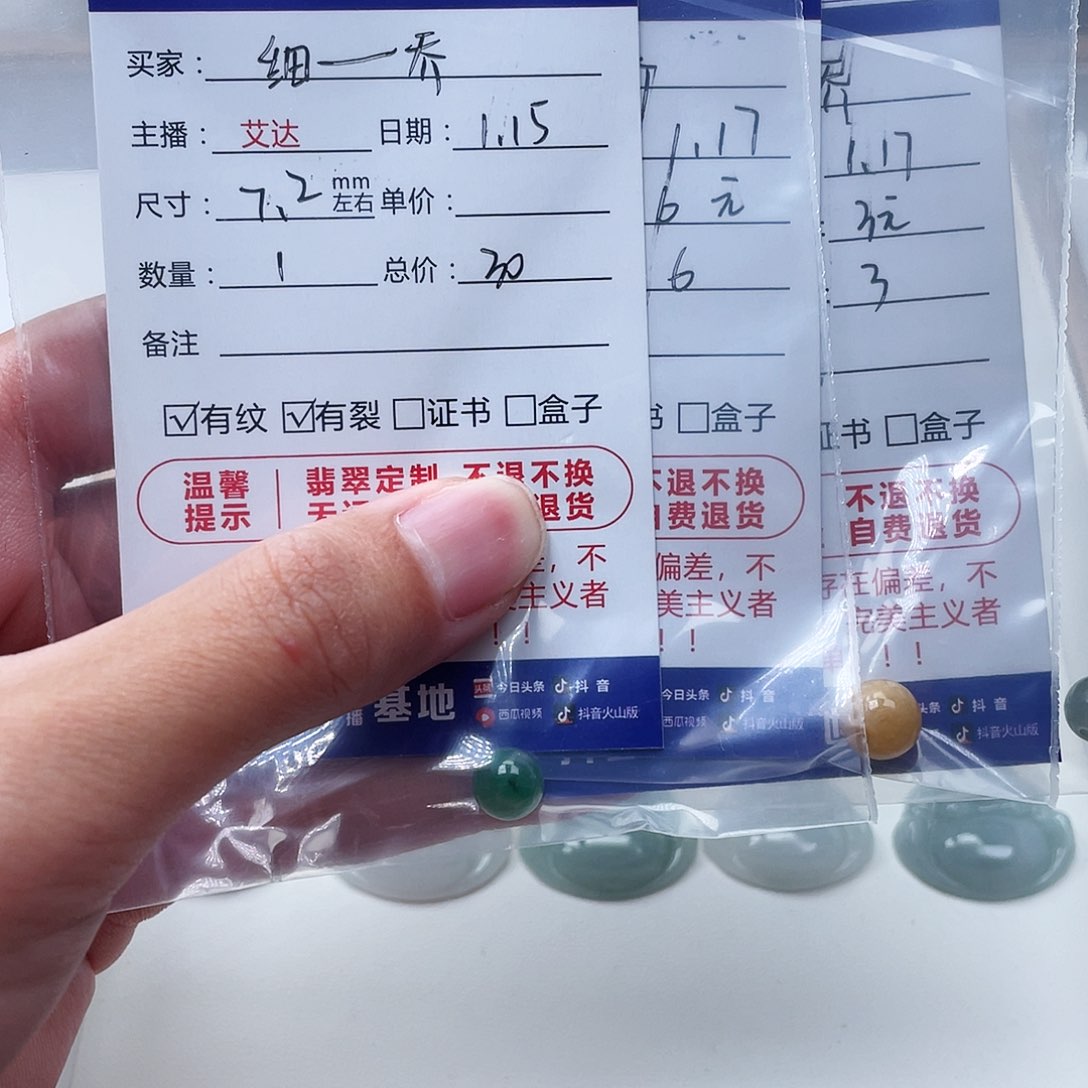 买家：细一乔
主播：艾达 日期：1.15
尺寸：7.2 mm左右 单价：
数量：1 总价：30
备注
☑有纹 ☑有裂 □证书 □盒子
温馨提示 翡翠定制 不退不换
退货
差，不
主义者
！！
播 基地
头条 今日头条 抖音
西瓜视频 抖音火山版
1.17
6元
6
书 □盒子
不退不换
自费退货
偏差，不
美主义者
！！
今日头条 抖音
西瓜视频 抖音火山版
乔
1.17
3元
3
证书 □盒子
不退不换
自费退货
存在偏差，不
完美主义者
！！
头条 抖音
抖音火山版